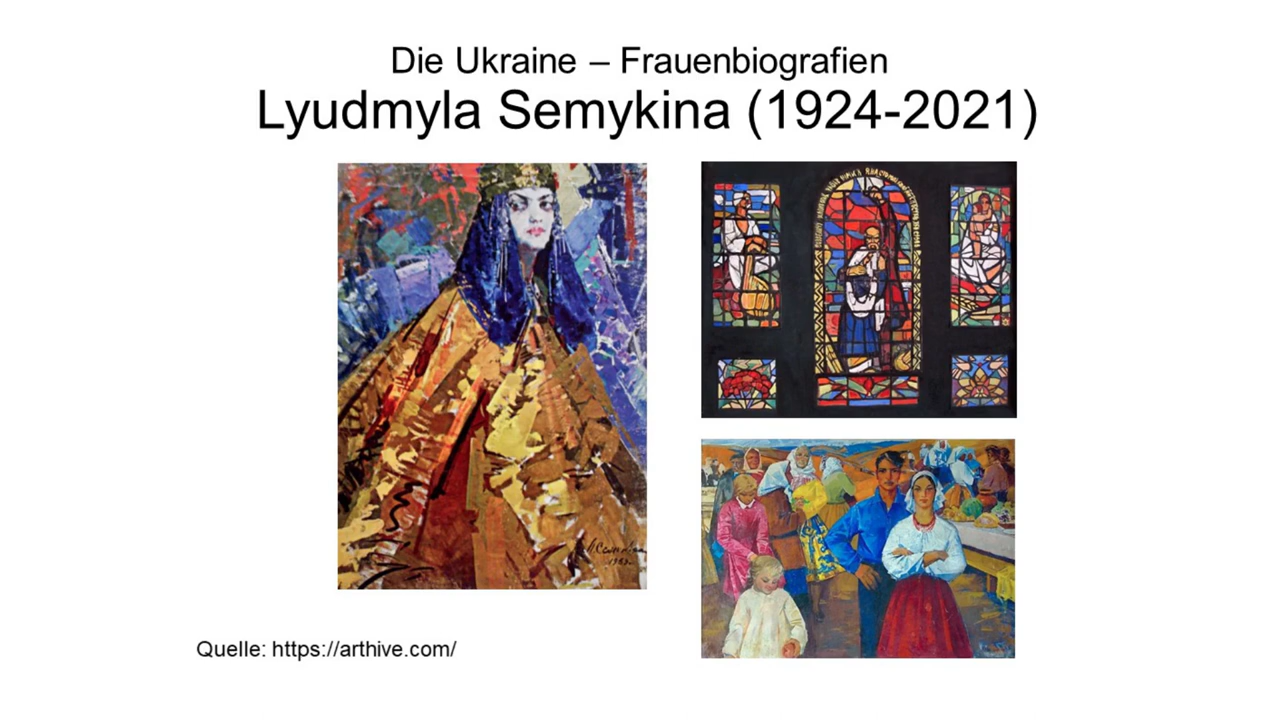 Die Ukraine – Frauenbiografien
Lyudmyla Semykina (1924-2021)
Quelle: https://arthive.com/